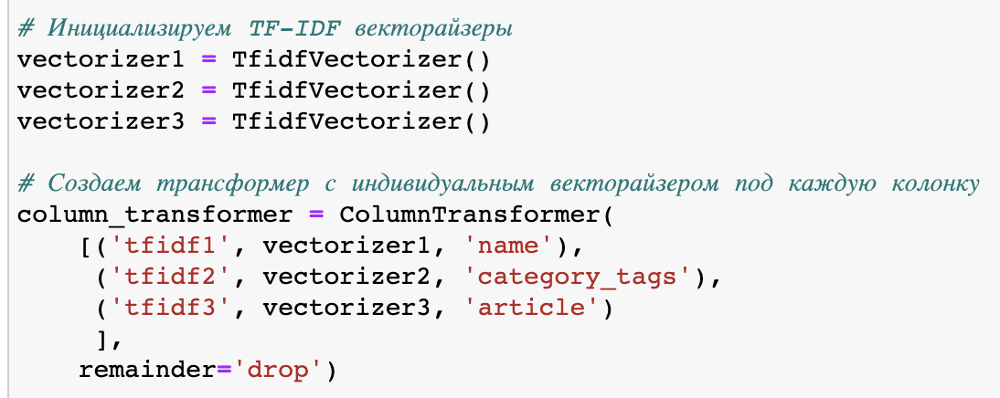 # Инициализируем TF-IDF векторайзеры
vectorizer1 = TfidfVectorizer()
vectorizer2 = TfidfVectorizer()
vectorizer3 = TfidfVectorizer()

# Создаем трансформер с индивидуальным векторайзером под каждую колонку
column_transformer = ColumnTransformer(
    [('tfidf1', vectorizer1, 'name'),
     ('tfidf2', vectorizer2, 'category_tags'),
     ('tfidf3', vectorizer3, 'article')
     ],
    remainder='drop')